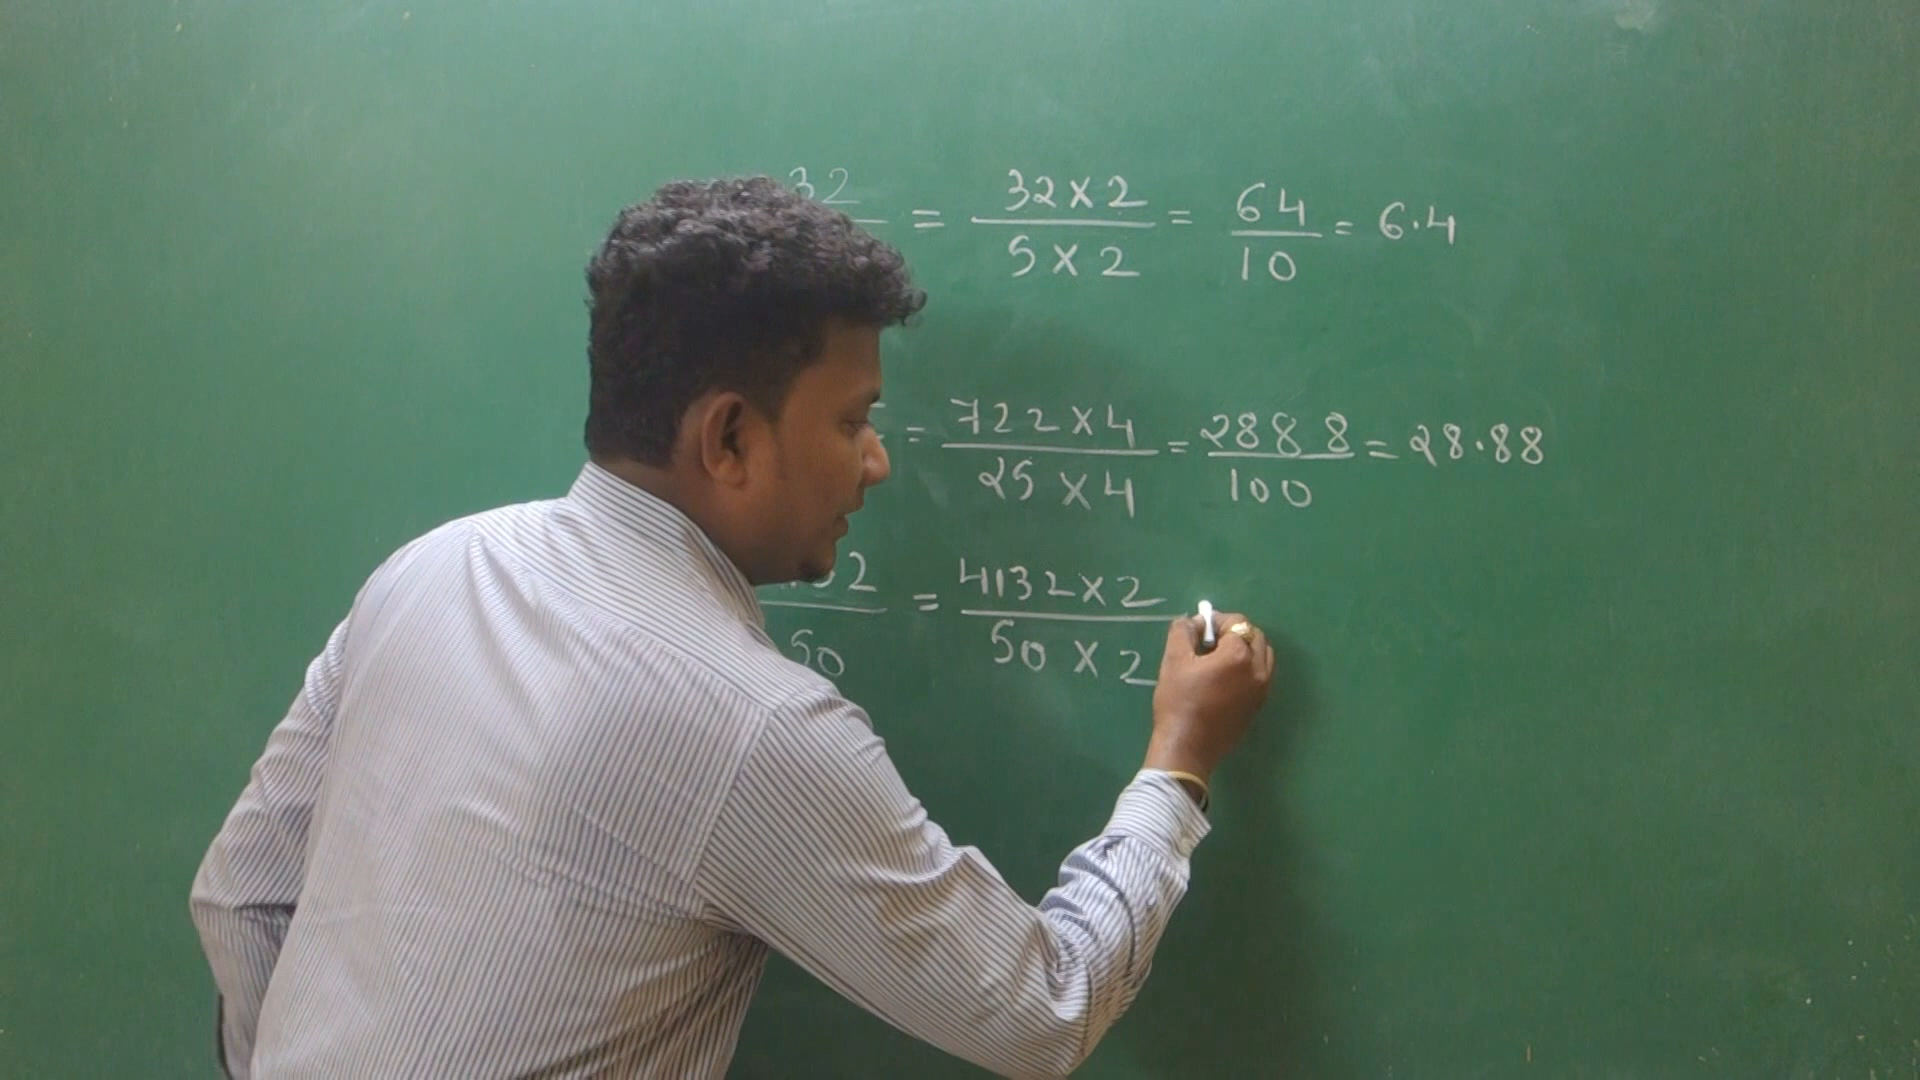 32/ = 32×2/5×2 = 64/10 = 6.4
= 722×4/25×4 = 2888/100 = 28.88
32/50 = 4132×2/50×2